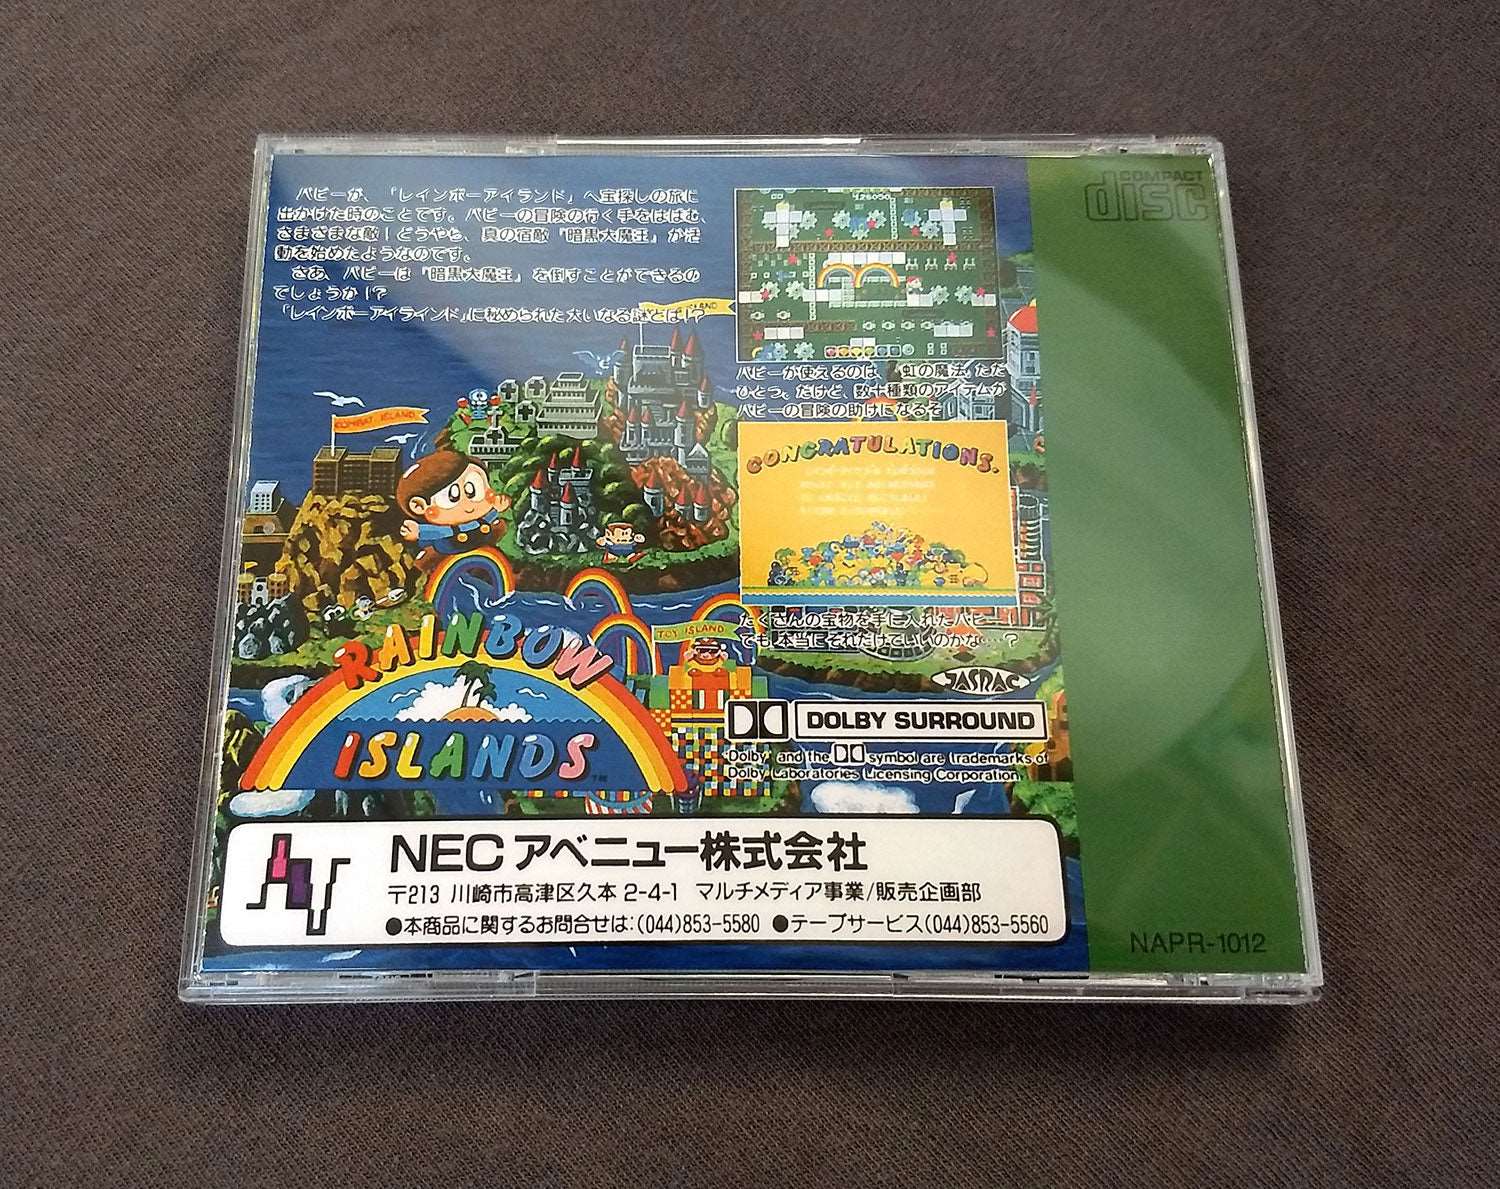 バビーが、「レインボーアイランド」へ宝探しの旅に
出かけた時のことです。バビーの冒険の行く手をはばむ、
さまざまな敵!どうやら、真の宿敵『暗黒大魔王』が活
動を始めたようなのです。
さあ、バビーは『暗黒大魔王』を倒すことができるの
でしょうか!?
「レインボーアイラインド」に秘められた大いなる謎とは!?
COMPACT
disc
126050
バビーが使えるのは、「虹の魔法」ただ
ひとつ。だけど、数十種類のアイテムが
バビーの冒険の助けになるぞ!
CONGRATULATIONS.
たくさんの宝物を手に入れたバビー!
でも、本当にそれだけでいいのかな…?
ISLAND
COMBAT ISLAND
TOY ISLAND
RAINBOW
ISLANDS™
JASRAC
DOLBY SURROUND
"Dolby" and the symbol are trademarks of
Dolby Laboratories Licensing Corporation.
NECアベニュー株式会社
〒213 川崎市高津区久本 2-4-1 マルチメディア事業/販売企画部
●本商品に関するお問合せは:(044)853-5580 ●テープサービス(044)853-5560
NAPR-1012